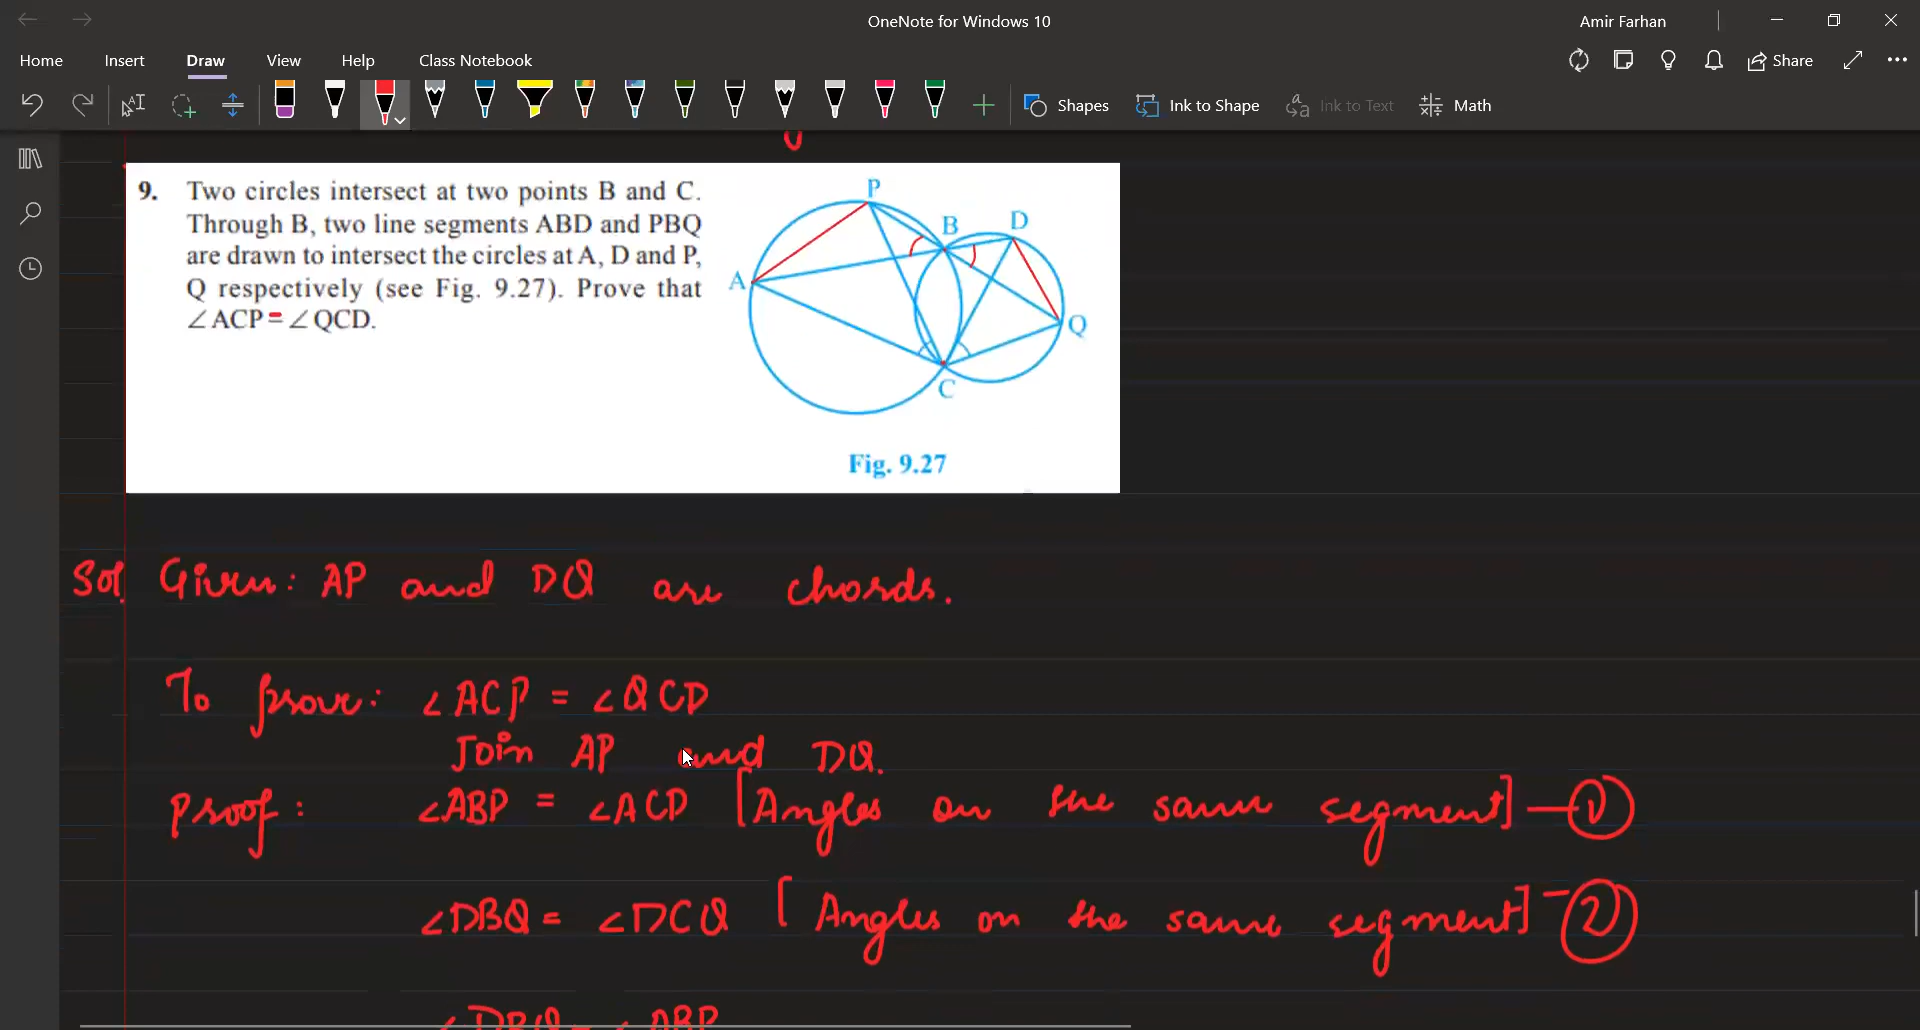 OneNote for Windows 10
Amir Farhan
Home Insert Draw View Help Class Notebook
Share
Shapes Ink to Shape Ink to Text Math
9. Two circles intersect at two points B and C.
Through B, two line segments ABD and PBQ
are drawn to intersect the circles at A, D and P,
Q respectively (see Fig. 9.27). Prove that
∠ACP = ∠QCD.
P
B
D
A
Q
C
Fig. 9.27
Sol. Given: AP and DQ are chords.
To prove: ∠ACP = ∠QCD
Join AP and DQ.
Proof: ∠ABP = ∠ACD [Angles on the same segment] — ①
∠DBQ = ∠DCQ [Angles on the same segment] — ②
∠DBQ = ∠ABP